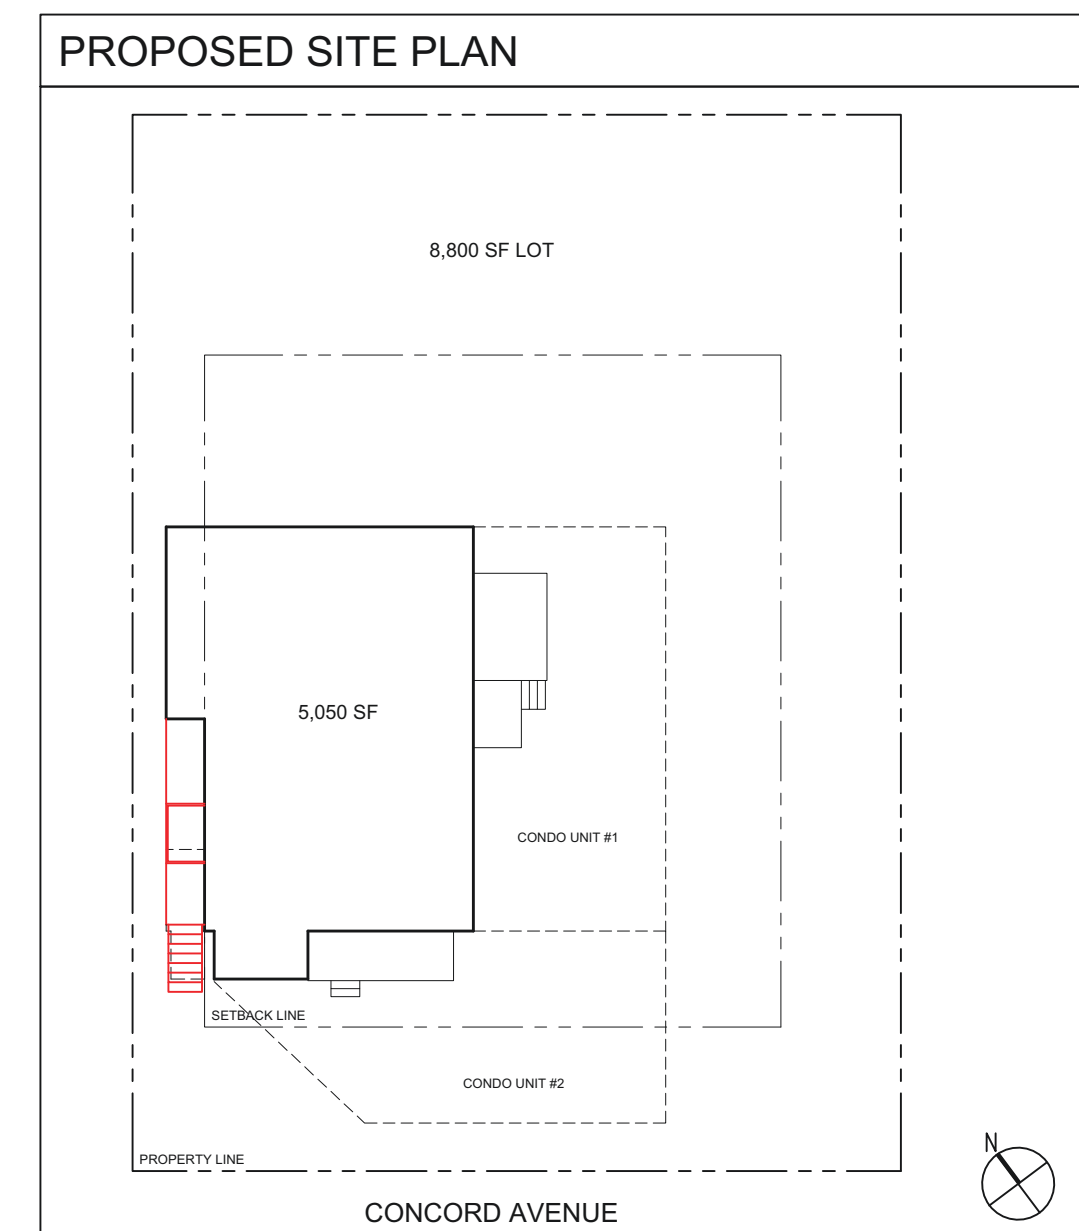 PROPOSED SITE PLAN
8,800 SF LOT
5,050 SF
CONDO UNIT #1
SETBACK LINE
CONDO UNIT #2
PROPERTY LINE
N
CONCORD AVENUE